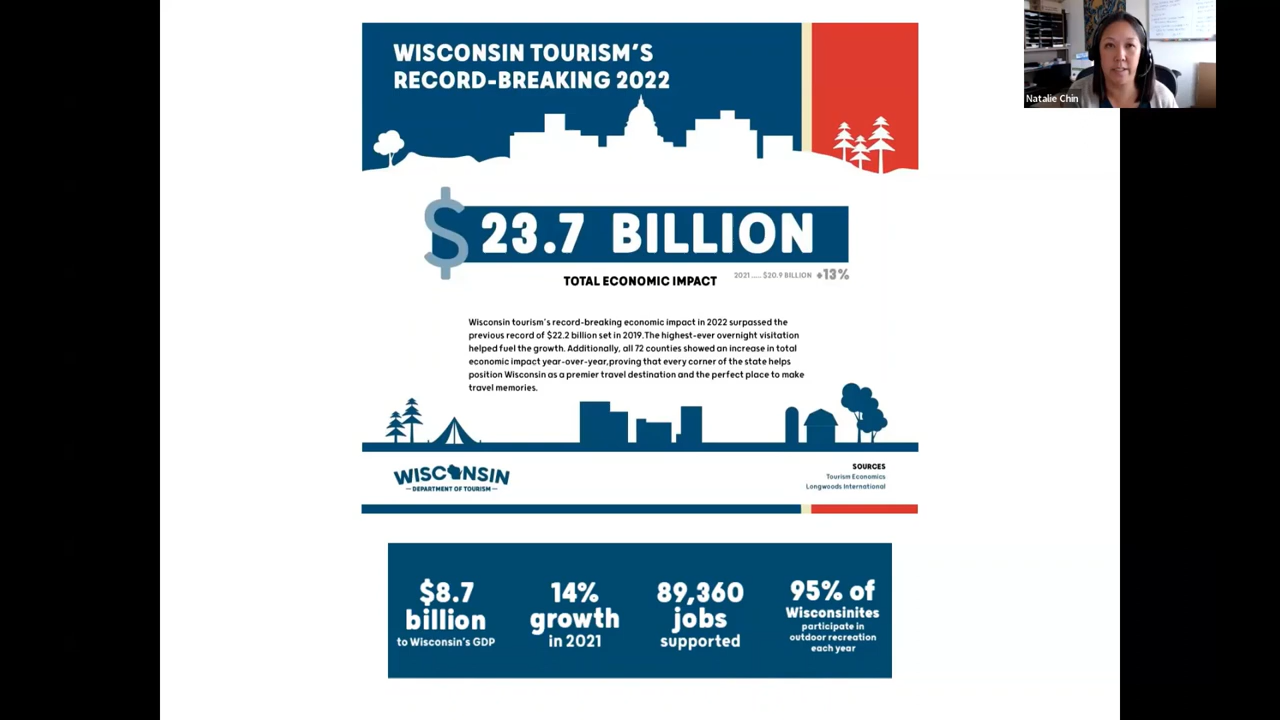 WISCONSIN TOURISM'S
RECORD-BREAKING 2022
Natalie Chin
$ 23.7 BILLION
TOTAL ECONOMIC IMPACT
2021..... $20.9 BILLION +13%
Wisconsin tourism's record-breaking economic impact in 2022 surpassed the
previous record of $22.2 billion set in 2019.The highest-ever overnight visitation
helped fuel the growth. Additionally, all 72 counties showed an increase in total
economic impact year-over-year,proving that every corner of the state helps
position Wisconsin as a premier travel destination and the perfect place to make
travel memories.
WISCONSIN
DEPARTMENT OF TOURISM
SOURCES
Tourism Economics
Longwoods International
$8.7
billion
to Wisconsin's GDP
14%
growth
in 2021
89,360
jobs
supported
95% of
Wisconsinites
participate in
outdoor recreation
each year